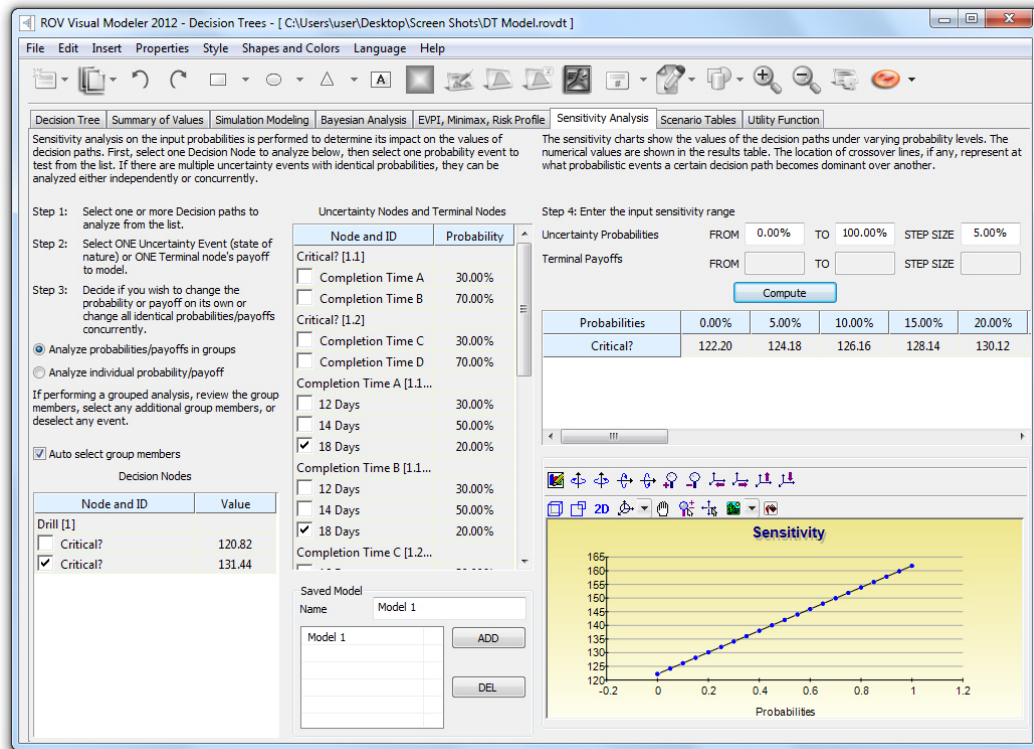 ROV Visual Modeler 2012 - Decision Trees - [ C:\Users\user\Desktop\Screen Shots\DT Model.rovdt ]
File Edit Insert Properties Style Shapes and Colors Language Help
A
#
Decision Tree Summary of Values Simulation Modeling Bayesian Analysis EVPI, Minimax, Risk Profile Sensitivity Analysis Scenario Tables Utility Function
Sensitivity analysis on the input probabilities is performed to determine its impact on the values of
decision paths. First, select one Decision Node to analyze below, then select one probability event to
test from the list. If there are multiple uncertainty events with identical probabilities, they can be
analyzed either independently or concurrently.
Step 1: Select one or more Decision paths to
analyze from the list.
Step 2: Select ONE Uncertainty Event (state of
nature) or ONE Terminal node's payoff
to model.
Step 3: Decide if you wish to change the
probability or payoff on its own or
change all identical probabilities/payoffs
concurrently.
Analyze probabilities/payoffs in groups
Analyze individual probability/payoff
If performing a grouped analysis, review the group
members, select any additional group members, or
deselect any event.
Auto select group members
Decision Nodes
Node and ID Value
Drill [1]
Critical? 120.82
Critical? 131.44
Uncertainty Nodes and Terminal Nodes
Node and ID Probability
Critical? [1.1]
Completion Time A 30.00%
Completion Time B 70.00%
Critical? [1.2]
Completion Time C 30.00%
Completion Time D 70.00%
Completion Time A [1.1...
12 Days 30.00%
14 Days 50.00%
18 Days 20.00%
Completion Time B [1.1...
12 Days 30.00%
14 Days 50.00%
18 Days 20.00%
Completion Time C [1.2...
Saved Model
Name Model 1
Model 1
ADD
DEL
The sensitivity charts show the values of the decision paths under varying probability levels. The
numerical values are shown in the results table. The location of crossover lines, if any, represent at
what probabilistic events a certain decision path becomes dominant over another.
Step 4: Enter the input sensitivity range
Uncertainty Probabilities FROM 0.00% TO 100.00% STEP SIZE 5.00%
Terminal Payoffs FROM TO STEP SIZE
Compute
Probabilities 0.00% 5.00% 10.00% 15.00% 20.00%
Critical? 122.20 124.18 126.16 128.14 130.12
2D
Sensitivity
165
160
155
150
145
140
135
130
125
120
-0.2 0 0.2 0.4 0.6 0.8 1 1.2
Probabilities